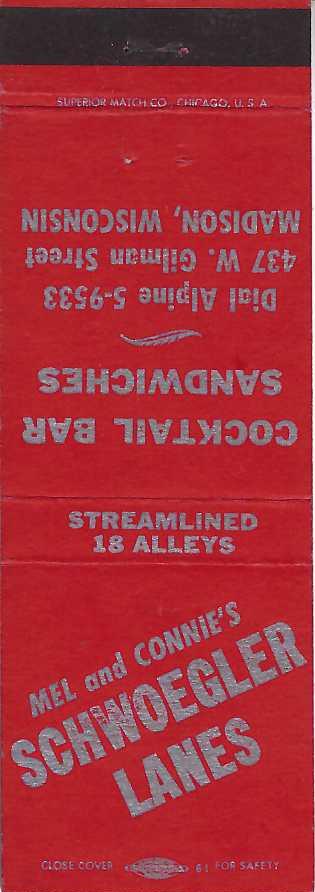 SUPERIOR MATCH CO., CHICAGO, U.S.A.
COCKTAIL BAR
SANDWICHES
Dial Alpine 5-9533
437 W. Gilman Street
MADISON, WISCONSIN
STREAMLINED
18 ALLEYS
MEL and CONNIE'S
SCHWOEGLER
LANES
CLOSE COVER 61 FOR SAFETY